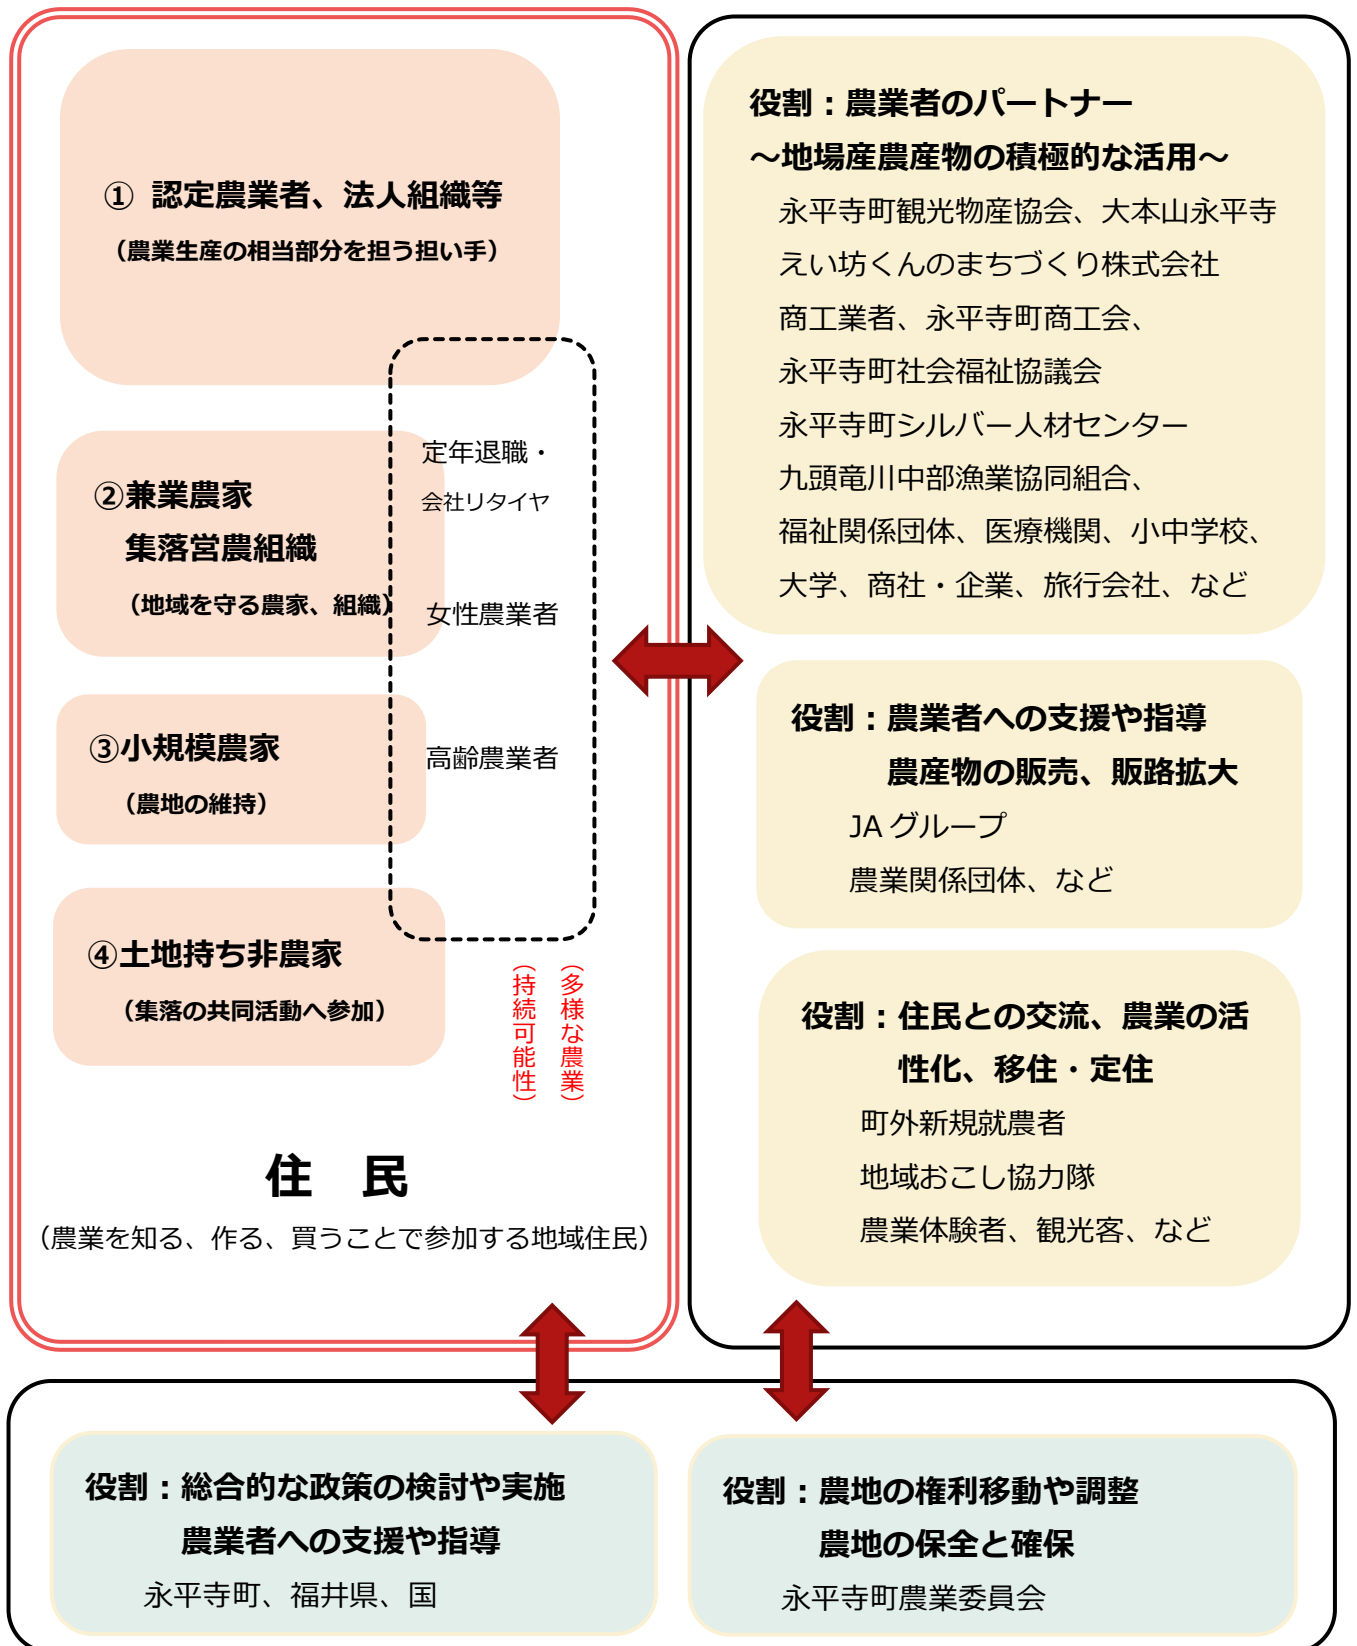 ① 認定農業者、法人組織等
（農業生産の相当部分を担う担い手）
②兼業農家
集落営農組織
（地域を守る農家、組織）
③小規模農家
（農地の維持）
④土地持ち非農家
（集落の共同活動へ参加）
定年退職・
会社リタイヤ
女性農業者
高齢農業者
（多様な農業）
（持続可能性）
住　民
（農業を知る、作る、買うことで参加する地域住民）
役割：農業者のパートナー
～地場産農産物の積極的な活用～
永平寺町観光物産協会、大本山永平寺
えい坊くんのまちづくり株式会社
商工業者、永平寺町商工会、
永平寺町社会福祉協議会
永平寺町シルバー人材センター
九頭竜川中部漁業協同組合、
福祉関係団体、医療機関、小中学校、
大学、商社・企業、旅行会社、など
役割：農業者への支援や指導
農産物の販売、販路拡大
JA グループ
農業関係団体、など
役割：住民との交流、農業の活
性化、移住・定住
町外新規就農者
地域おこし協力隊
農業体験者、観光客、など
役割：総合的な政策の検討や実施
農業者への支援や指導
永平寺町、福井県、国
役割：農地の権利移動や調整
農地の保全と確保
永平寺町農業委員会